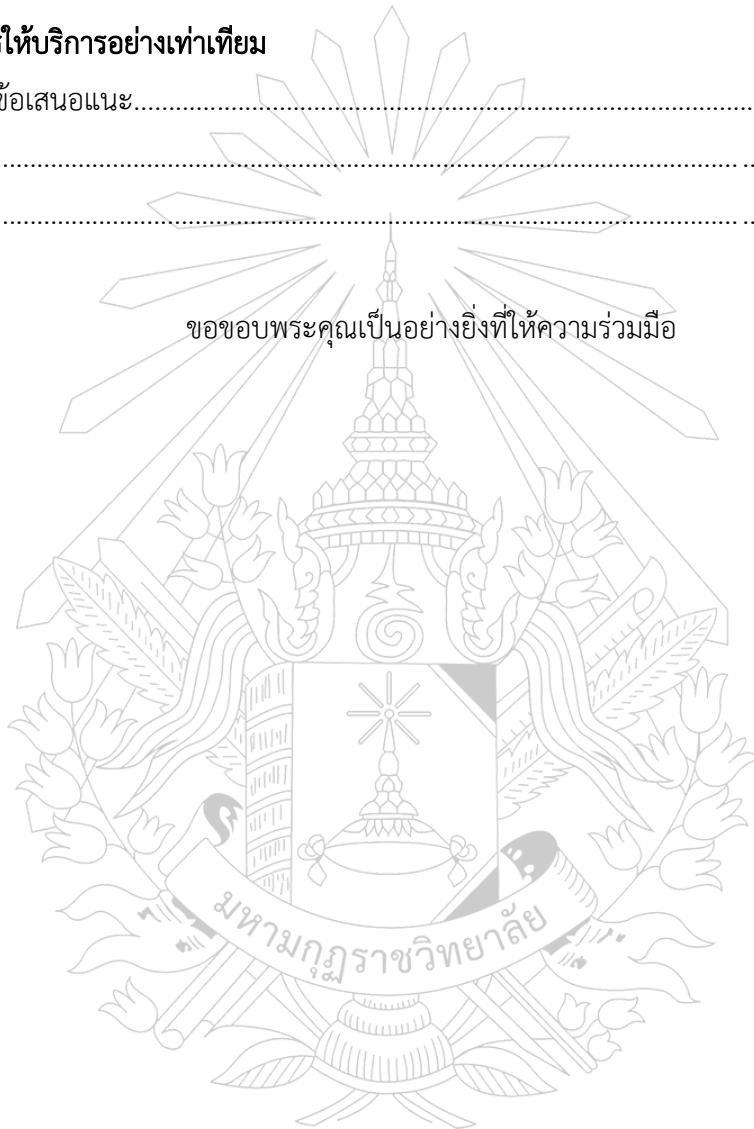 ให้บริการอย่างเท่าเทียม
ข้อเสนอแนะ..........................................................................................
.......................................................................................................... ..
.......................................................................................................... ..
ขอขอบพระคุณเป็นอย่างยิ่งที่ให้ความร่วมมือ
มหามกุฏราชวิทยาลัย